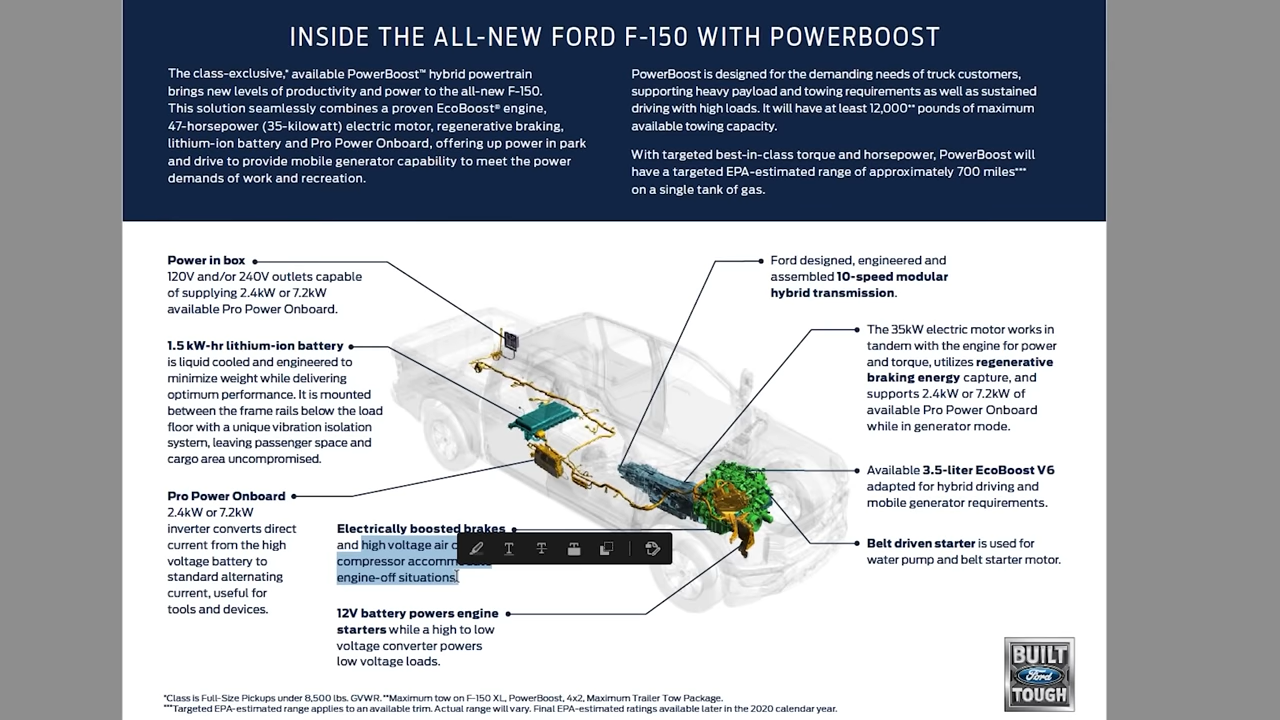 INSIDE THE ALL-NEW FORD F-150 WITH POWERBOOST
The class-exclusive,* available PowerBoost™ hybrid powertrain
brings new levels of productivity and power to the all-new F-150.
This solution seamlessly combines a proven EcoBoost® engine,
47-horsepower (35-kilowatt) electric motor, regenerative braking,
lithium-ion battery and Pro Power Onboard, offering up power in park
and drive to provide mobile generator capability to meet the power
demands of work and recreation.
PowerBoost is designed for the demanding needs of truck customers,
supporting heavy payload and towing requirements as well as sustained
driving with high loads. It will have at least 12,000** pounds of maximum
available towing capacity.
With targeted best-in-class torque and horsepower, PowerBoost will
have a targeted EPA-estimated range of approximately 700 miles***
on a single tank of gas.
Power in box
120V and/or 240V outlets capable
of supplying 2.4kW or 7.2kW
available Pro Power Onboard.
1.5 kW-hr lithium-ion battery
is liquid cooled and engineered to
minimize weight while delivering
optimum performance. It is mounted
between the frame rails below the load
floor with a unique vibration isolation
system, leaving passenger space and
cargo area uncompromised.
Pro Power Onboard
2.4kW or 7.2kW
inverter converts direct
current from the high
voltage battery to
standard alternating
current, useful for
tools and devices.
Electrically boosted brakes
and high voltage air
compressor
engine-off situations.
12V battery powers engine
starters while a high to low
voltage converter powers
low voltage loads.
Ford designed, engineered and
assembled 10-speed modular
hybrid transmission.
The 35kW electric motor works in
tandem with the engine for power
and torque, utilizes regenerative
braking energy capture, and
supports 2.4kW or 7.2kW of
available Pro Power Onboard
while in generator mode.
Available 3.5-liter EcoBoost V6
adapted for hybrid driving and
mobile generator requirements.
Belt driven starter is used for
water pump and belt starter motor.
BUILT
Ford
TOUGH
*Class is Full-Size Pickups under 8,500 lbs. GVWR. **Maximum tow on F-150 XL, PowerBoost, 4x2, Maximum Trailer Tow Package.
***Targeted EPA-estimated range applies to an available trim. Actual range will vary. Final EPA-estimated ratings available later in the 2020 calendar year.